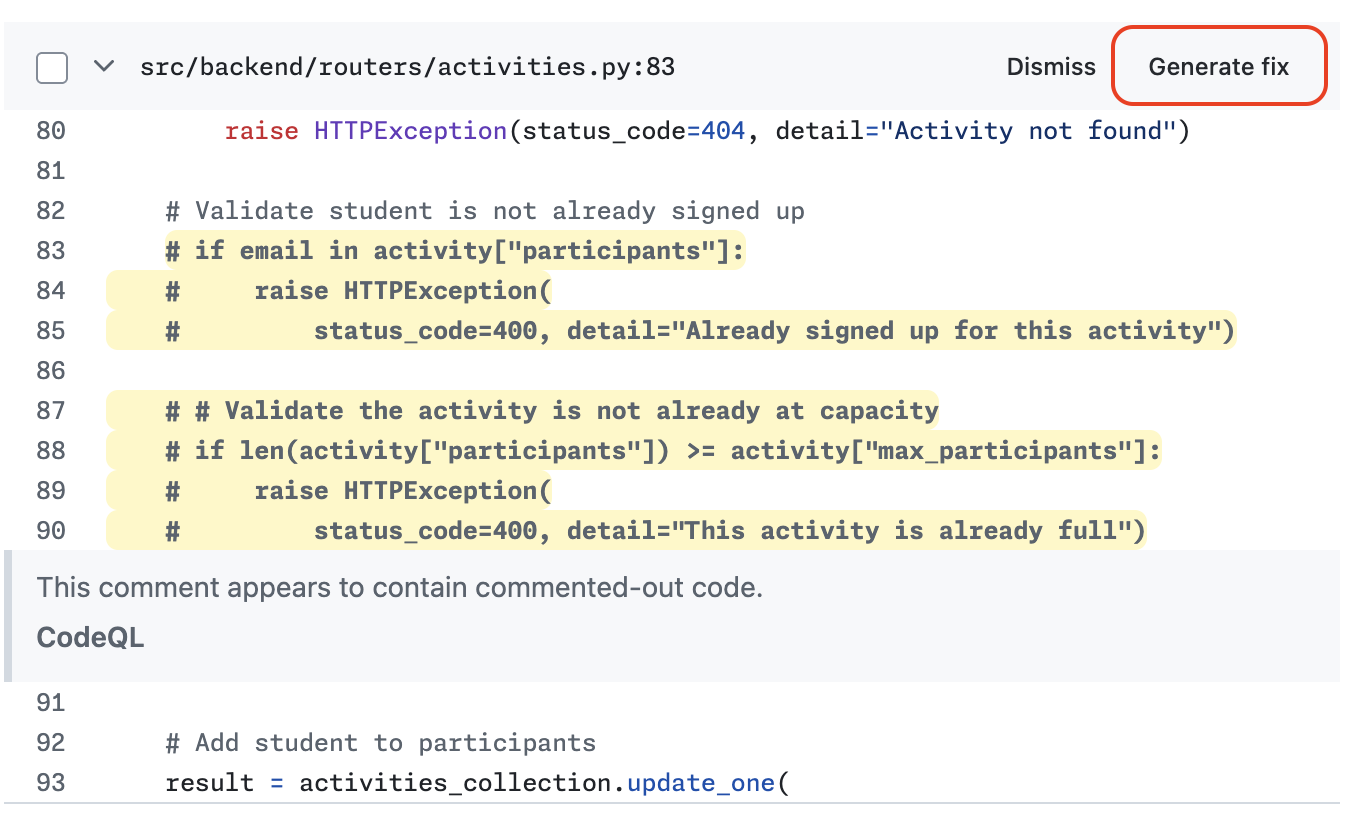 src/backend/routers/activities.py:83 Dismiss Generate fix
80 raise HTTPException(status_code=404, detail="Activity not found")
81
82 # Validate student is not already signed up
83 # if email in activity["participants"]:
84 #     raise HTTPException(
85 #         status_code=400, detail="Already signed up for this activity")
86
87 # # Validate the activity is not already at capacity
88 # if len(activity["participants"]) >= activity["max_participants"]:
89 #     raise HTTPException(
90 #         status_code=400, detail="This activity is already full")
This comment appears to contain commented-out code.
CodeQL
91
92 # Add student to participants
93 result = activities_collection.update_one(